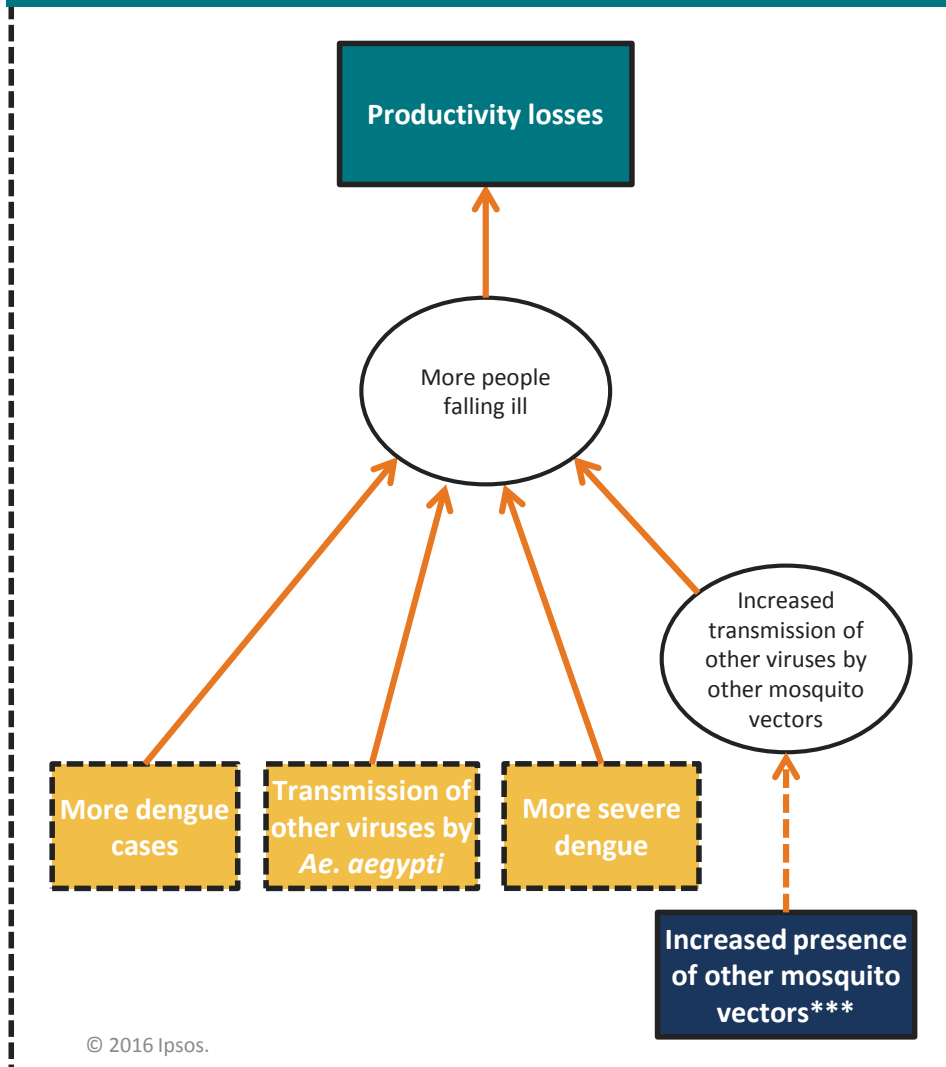 Productivity losses
More people
falling ill
Increased
transmission of
other viruses by
other mosquito
vectors
More dengue
cases
Transmission of
other viruses by
Ae. aegypti
More severe
dengue
Increased presence
of other mosquito
vectors***
© 2016 Ipsos.